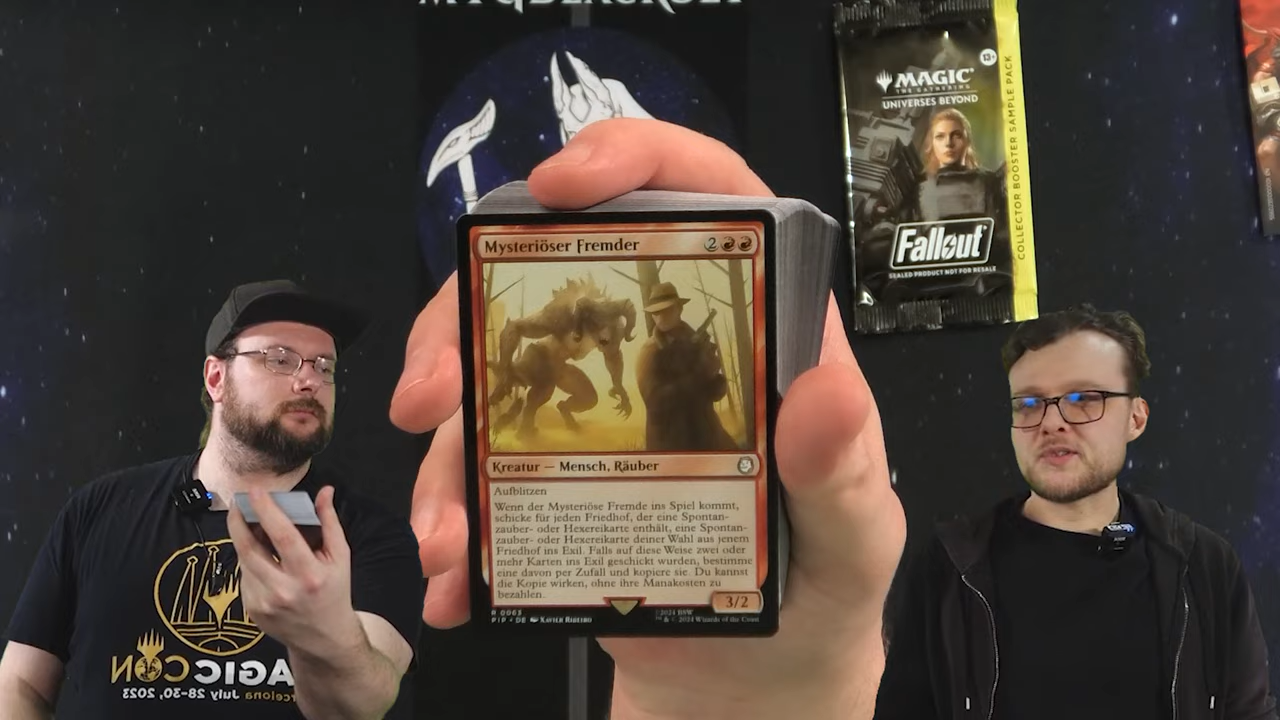 MAGIC
THE GATHERING
UNIVERSES BEYOND
13+
COLLECTOR BOOSTER SAMPLE PACK
Fallout
SEALED PRODUCT NOT FOR RESALE
Mysteriöser Fremder 2
Kreatur — Mensch, Räuber
Aufblitzen
Wenn der Mysteriöse Fremde ins Spiel kommt,
schicke für jeden Friedhof, der eine Spontan-
zauber- oder Hexereikarte enthält, eine Spontan-
zauber- oder Hexereikarte deiner Wahl aus jenem
Friedhof ins Exil. Falls auf diese Weise zwei oder
mehr Karten ins Exil geschickt wurden, bestimme
eine davon per Zufall und kopiere sie. Du kannst
die Kopie wirken, ohne ihre Manakosten zu
bezahlen.
3/2
R 0063
PIP • DE XAVIER RIBEIRO
©2024 BSW
™ & © 2024 Wizards of the Coast
AGICCON
rcelona July 28-30, 2023